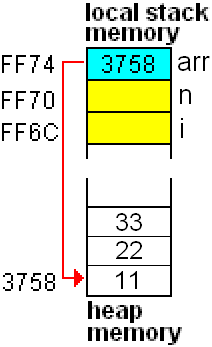 local stack
memory
FF74 3758 arr
FF70 n
FF6C i
33
22
3758 11
heap
memory